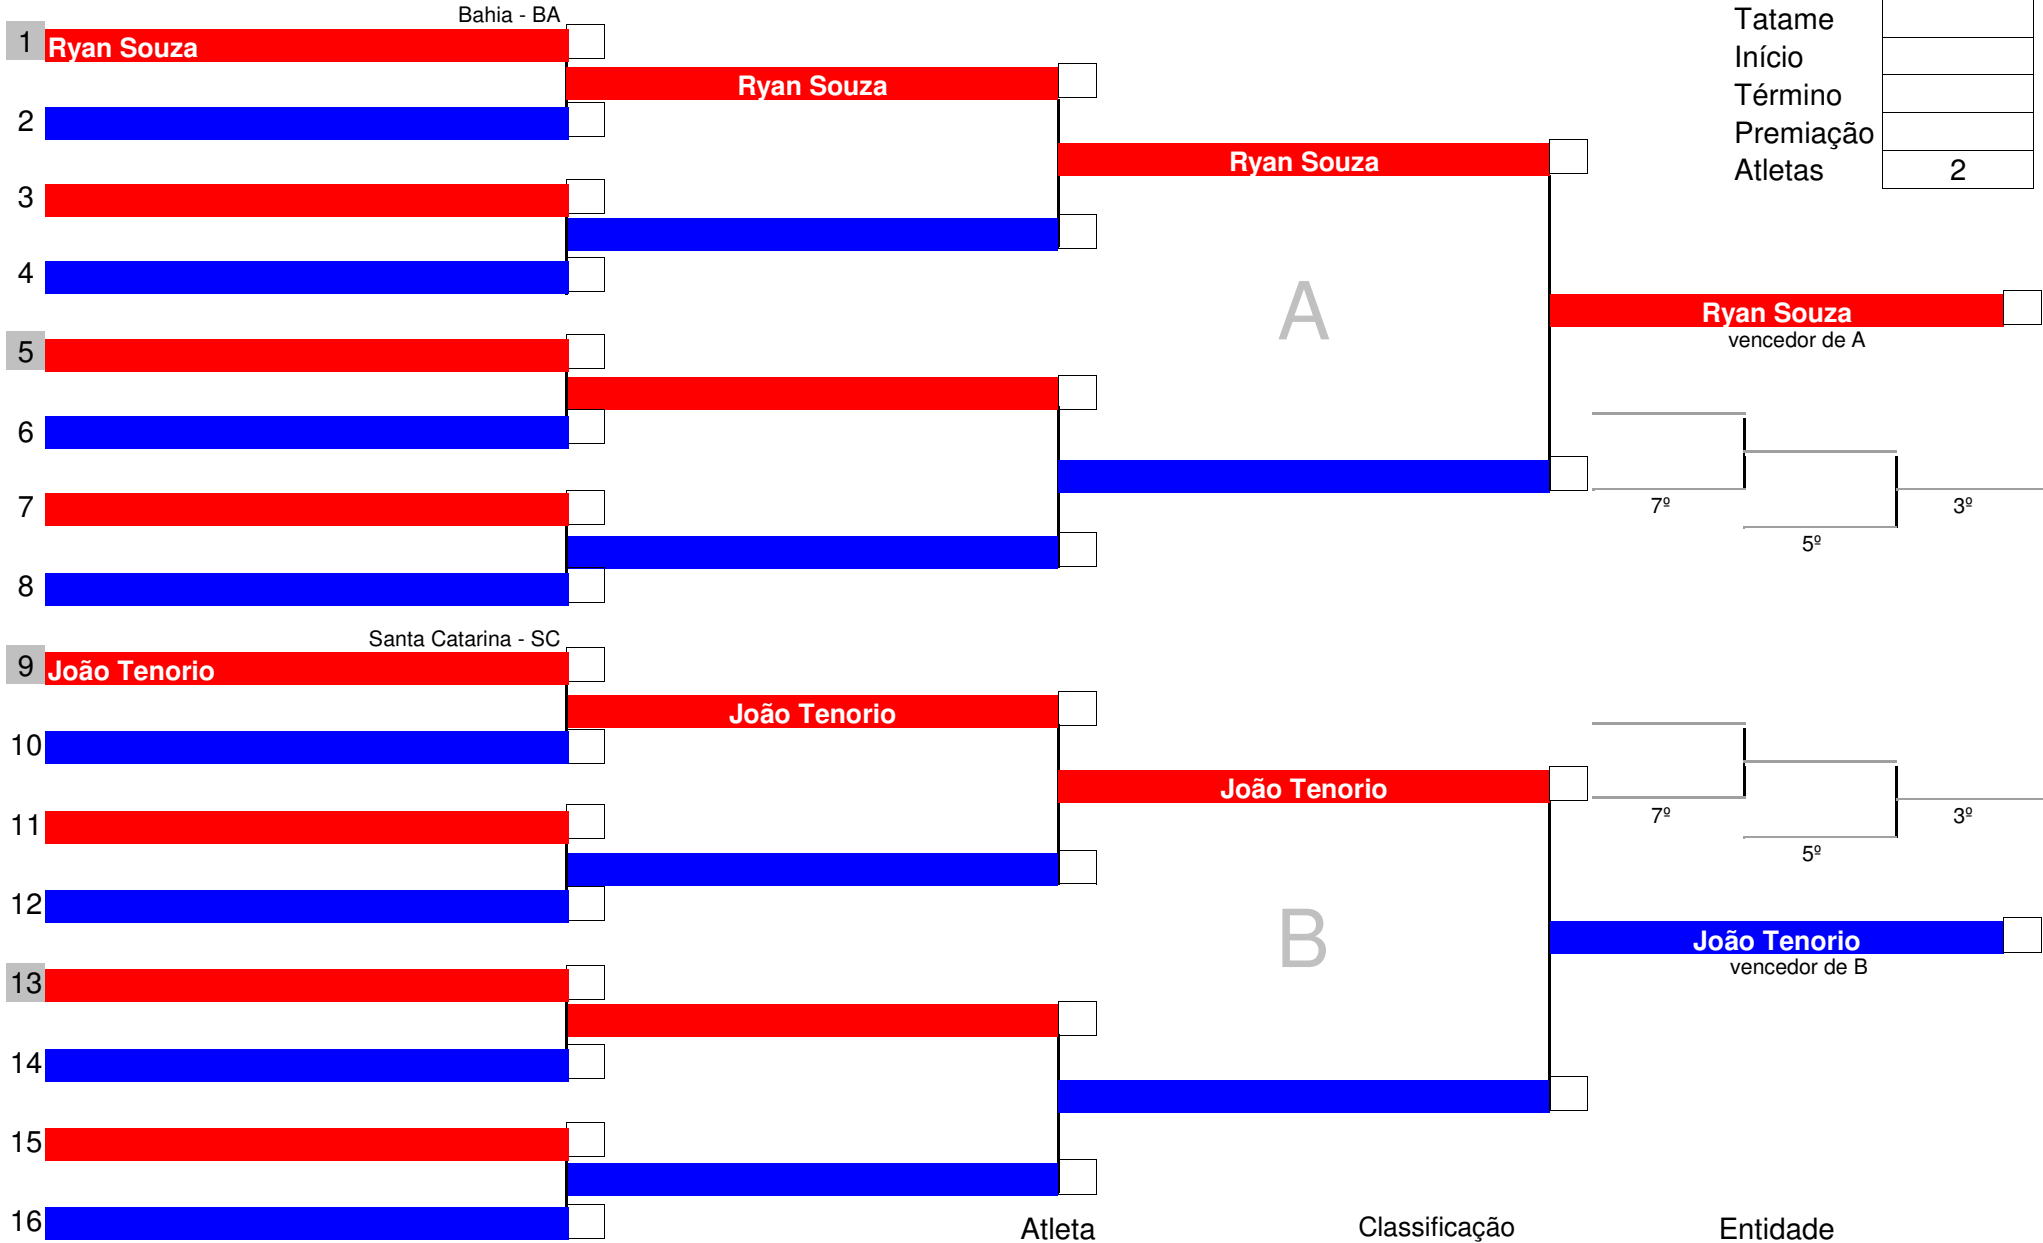 Bahia - BA
Tatame
1 Ryan Souza
Início
Ryan Souza
Término
2
Premiação
Ryan Souza
Atletas 2
3
4
A
Ryan Souza
vencedor de A
5
6
7
7º 3º
5º
8
Santa Catarina - SC
9 João Tenorio
João Tenorio
10
João Tenorio
7º 3º
11
5º
12
B
João Tenorio
vencedor de B
13
14
15
16
Atleta Classificação Entidade